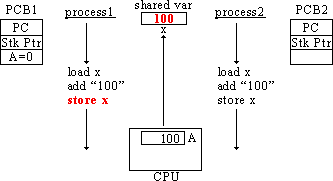 PCB1
PC
Stk Ptr
A=0
process1
load x
add “100”
store x
shared var
100
x
process2
load x
add “100”
store x
PCB2
PC
Stk Ptr
100 A
CPU